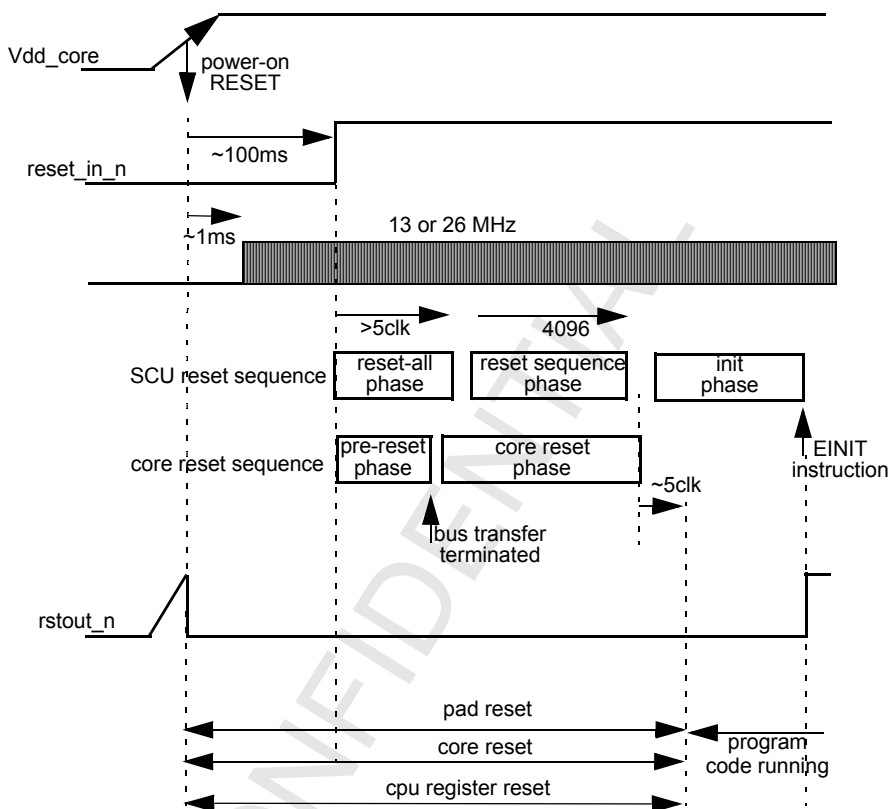 Vdd_core
power-on
RESET
~100ms
reset_in_n
~1ms
13 or 26 MHz
>5clk
4096
SCU reset sequence
reset-all
phase
reset sequence
phase
init
phase
core reset sequence
pre-reset
phase
core reset
phase
EINIT
instruction
~5clk
bus transfer
terminated
rstout_n
pad reset
core reset
program
code running
cpu register reset
CONFIDENTIAL